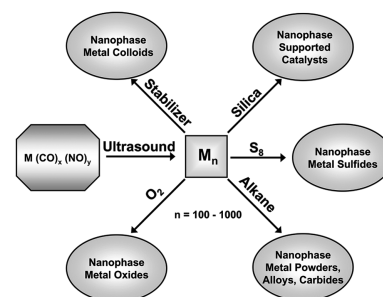 Nanophase
Metal Colloids
Nanophase
Supported
Catalysts
Stabilizer
Silica
M (CO)ₓ (NO)ᵧ
Ultrasound
Mₙ
S₈
Nanophase
Metal Sulfides
O₂
Alkane
n = 100 - 1000
Nanophase
Metal Oxides
Nanophase
Metal Powders,
Alloys, Carbides